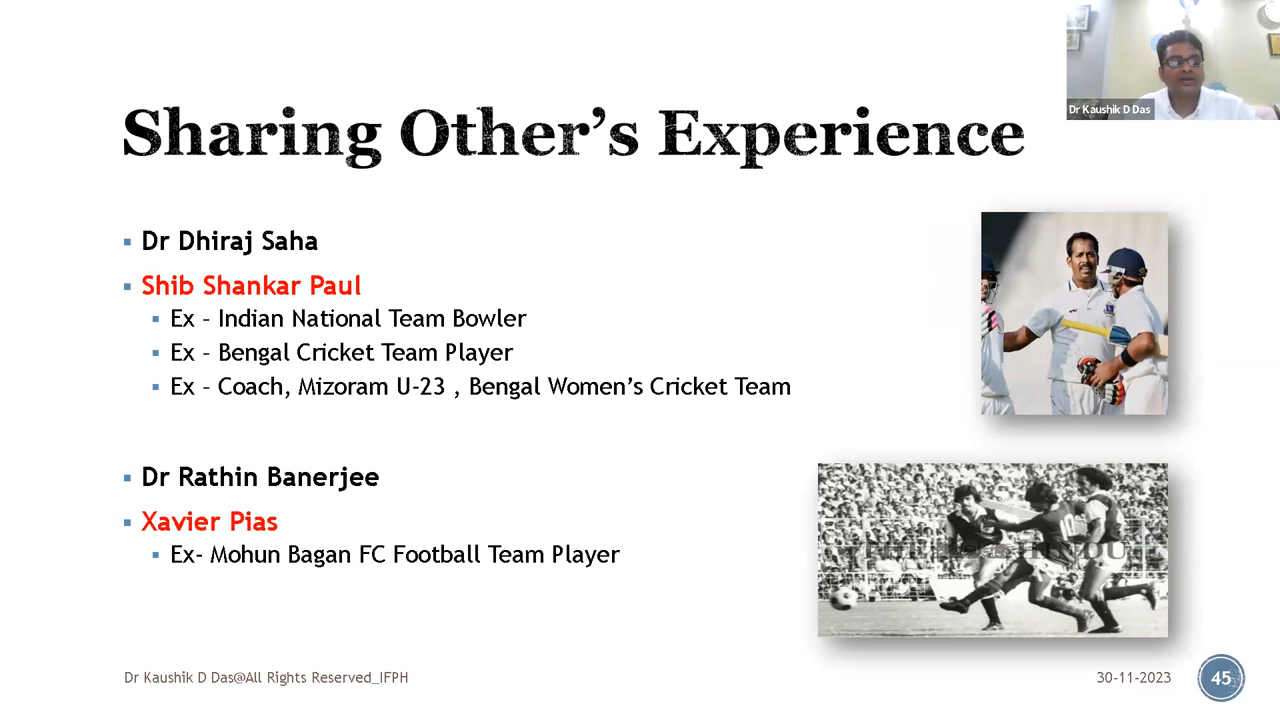 Dr Kaushik D Das
Sharing Other’s Experience
Dr Dhiraj Saha
Shib Shankar Paul
Ex – Indian National Team Bowler
Ex – Bengal Cricket Team Player
Ex – Coach, Mizoram U-23 , Bengal Women’s Cricket Team
Dr Rathin Banerjee
Xavier Pias
Ex- Mohun Bagan FC Football Team Player
10
HINDU
Dr Kaushik D Das@All Rights Reserved_IFPH
30-11-2023
45